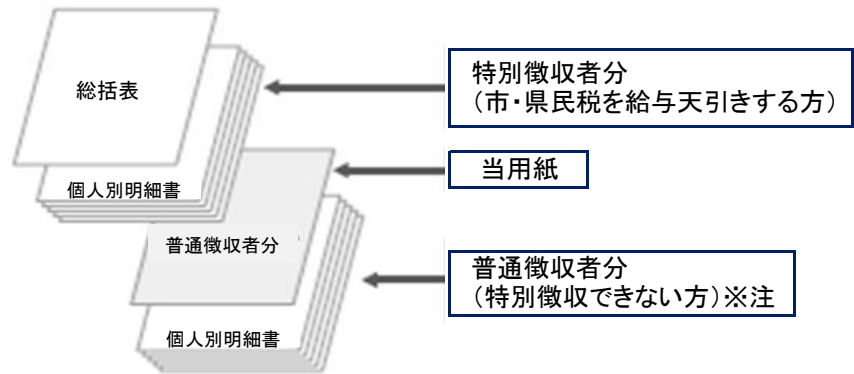 総括表
個人別明細書
普通徴収者分
個人別明細書
特別徴収者分
（市・県民税を給与天引きする方）
当用紙
普通徴収者分
（特別徴収できない方）※注